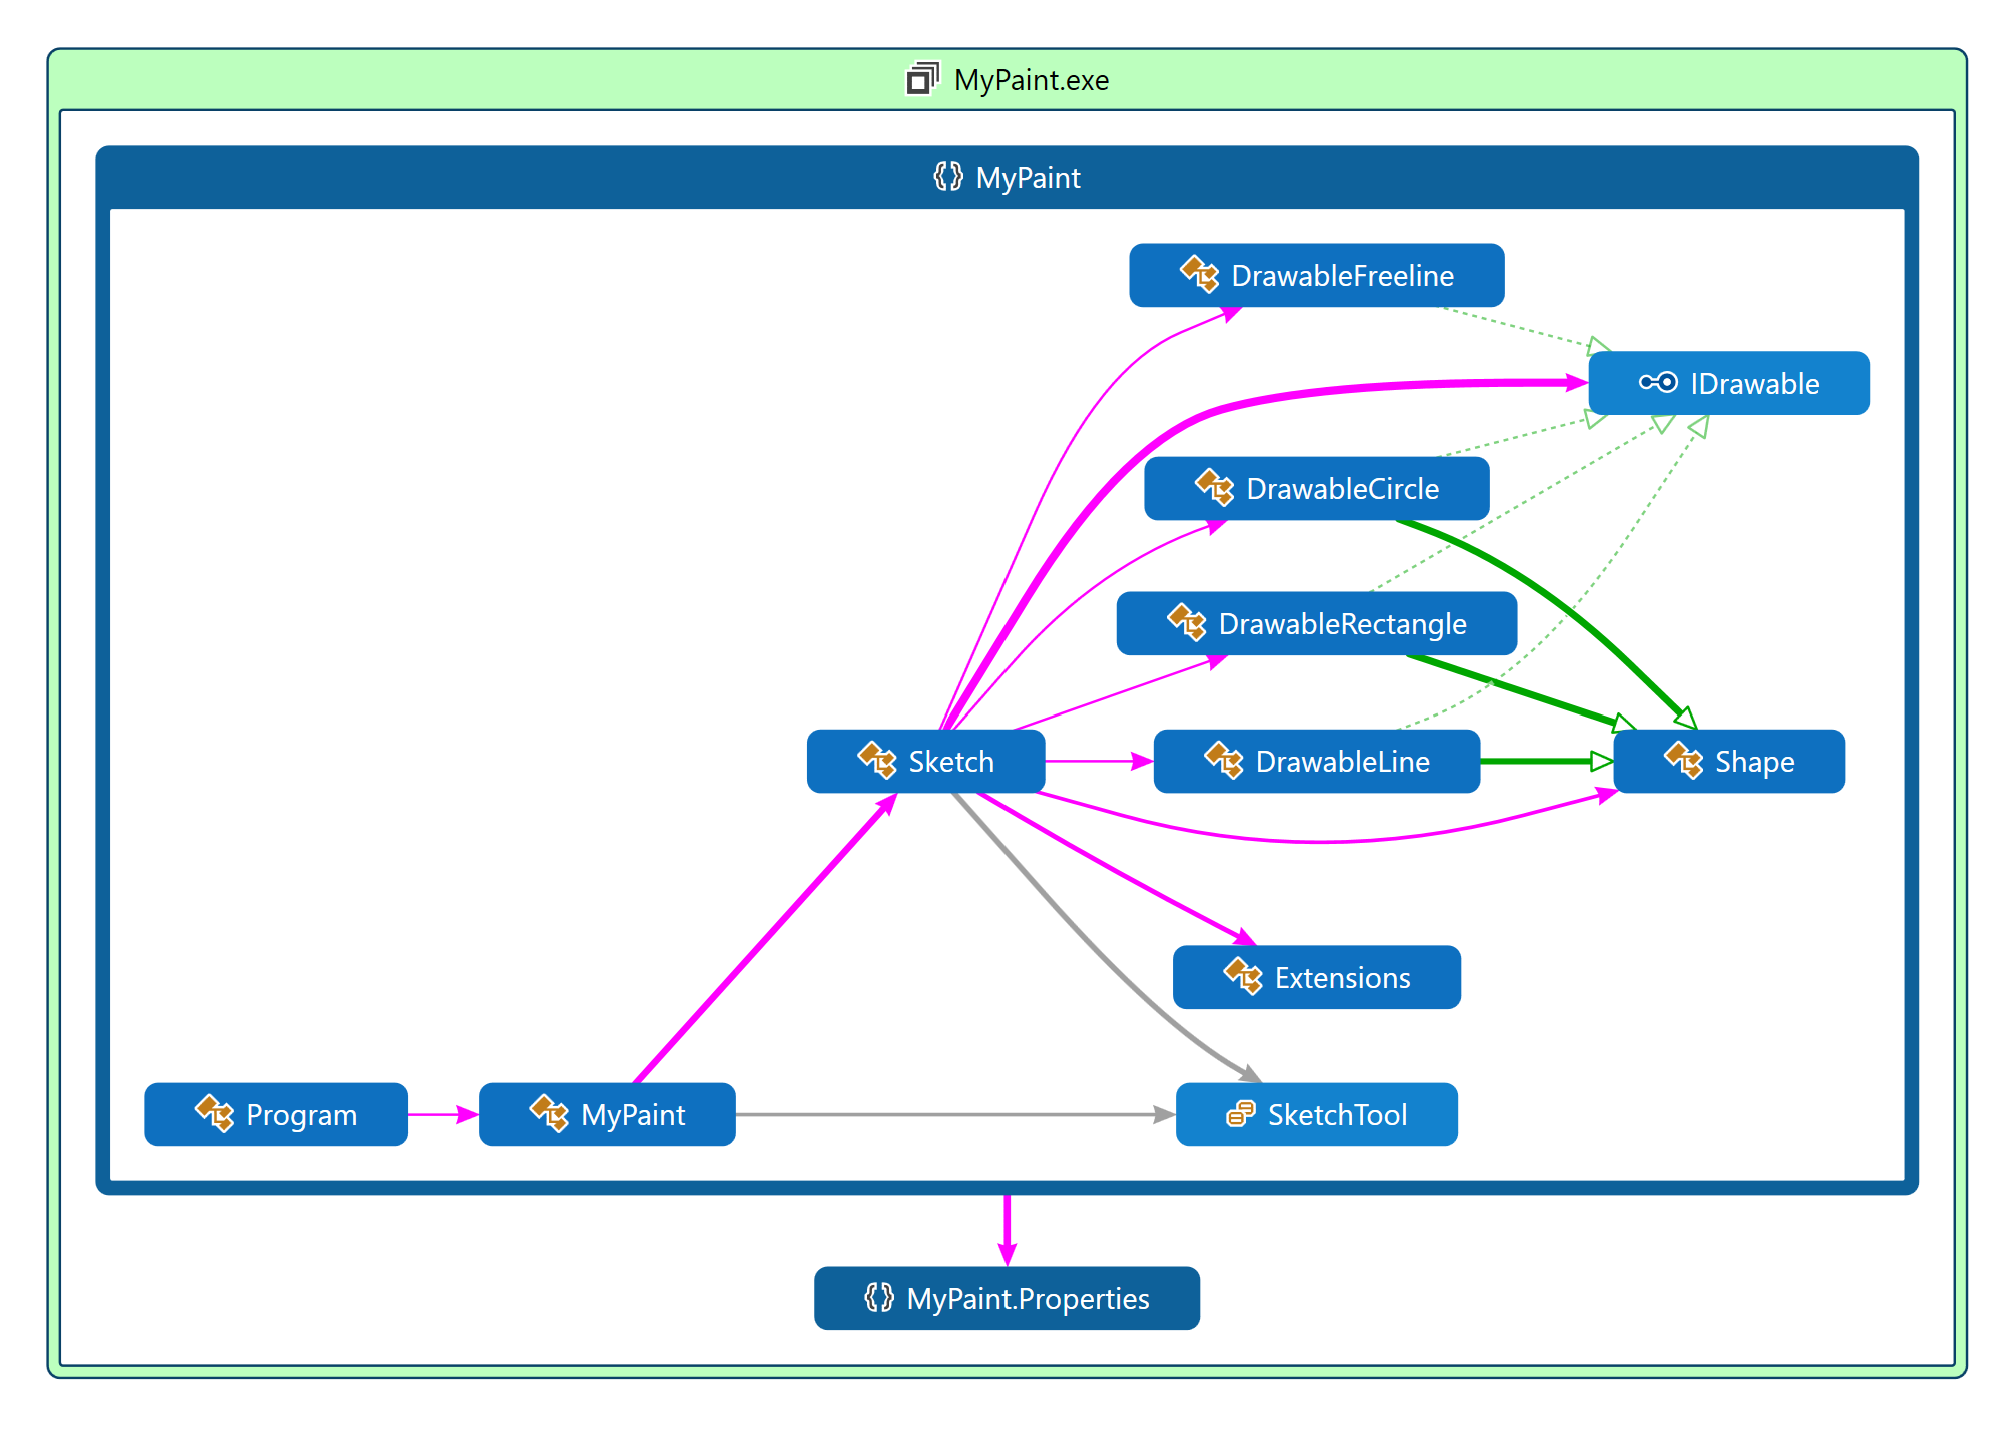 MyPaint.exe
MyPaint
DrawableFreeline
IDrawable
DrawableCircle
DrawableRectangle
Sketch
DrawableLine
Shape
Extensions
Program
MyPaint
SketchTool
MyPaint.Properties